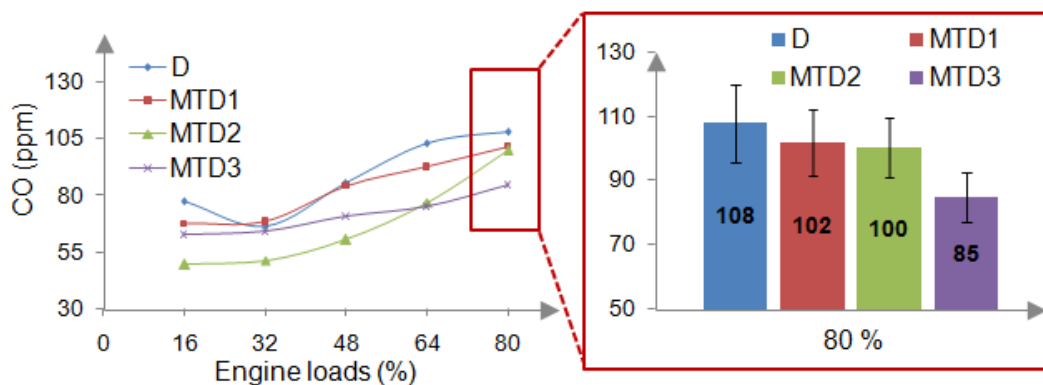 CO (ppm)
130
105
80
55
30
D
MTD1
MTD2
MTD3
0 16 32 48 64 80
Engine loads (%)
130
110
90
70
50
D MTD1
MTD2 MTD3
108 102 100 85
80 %